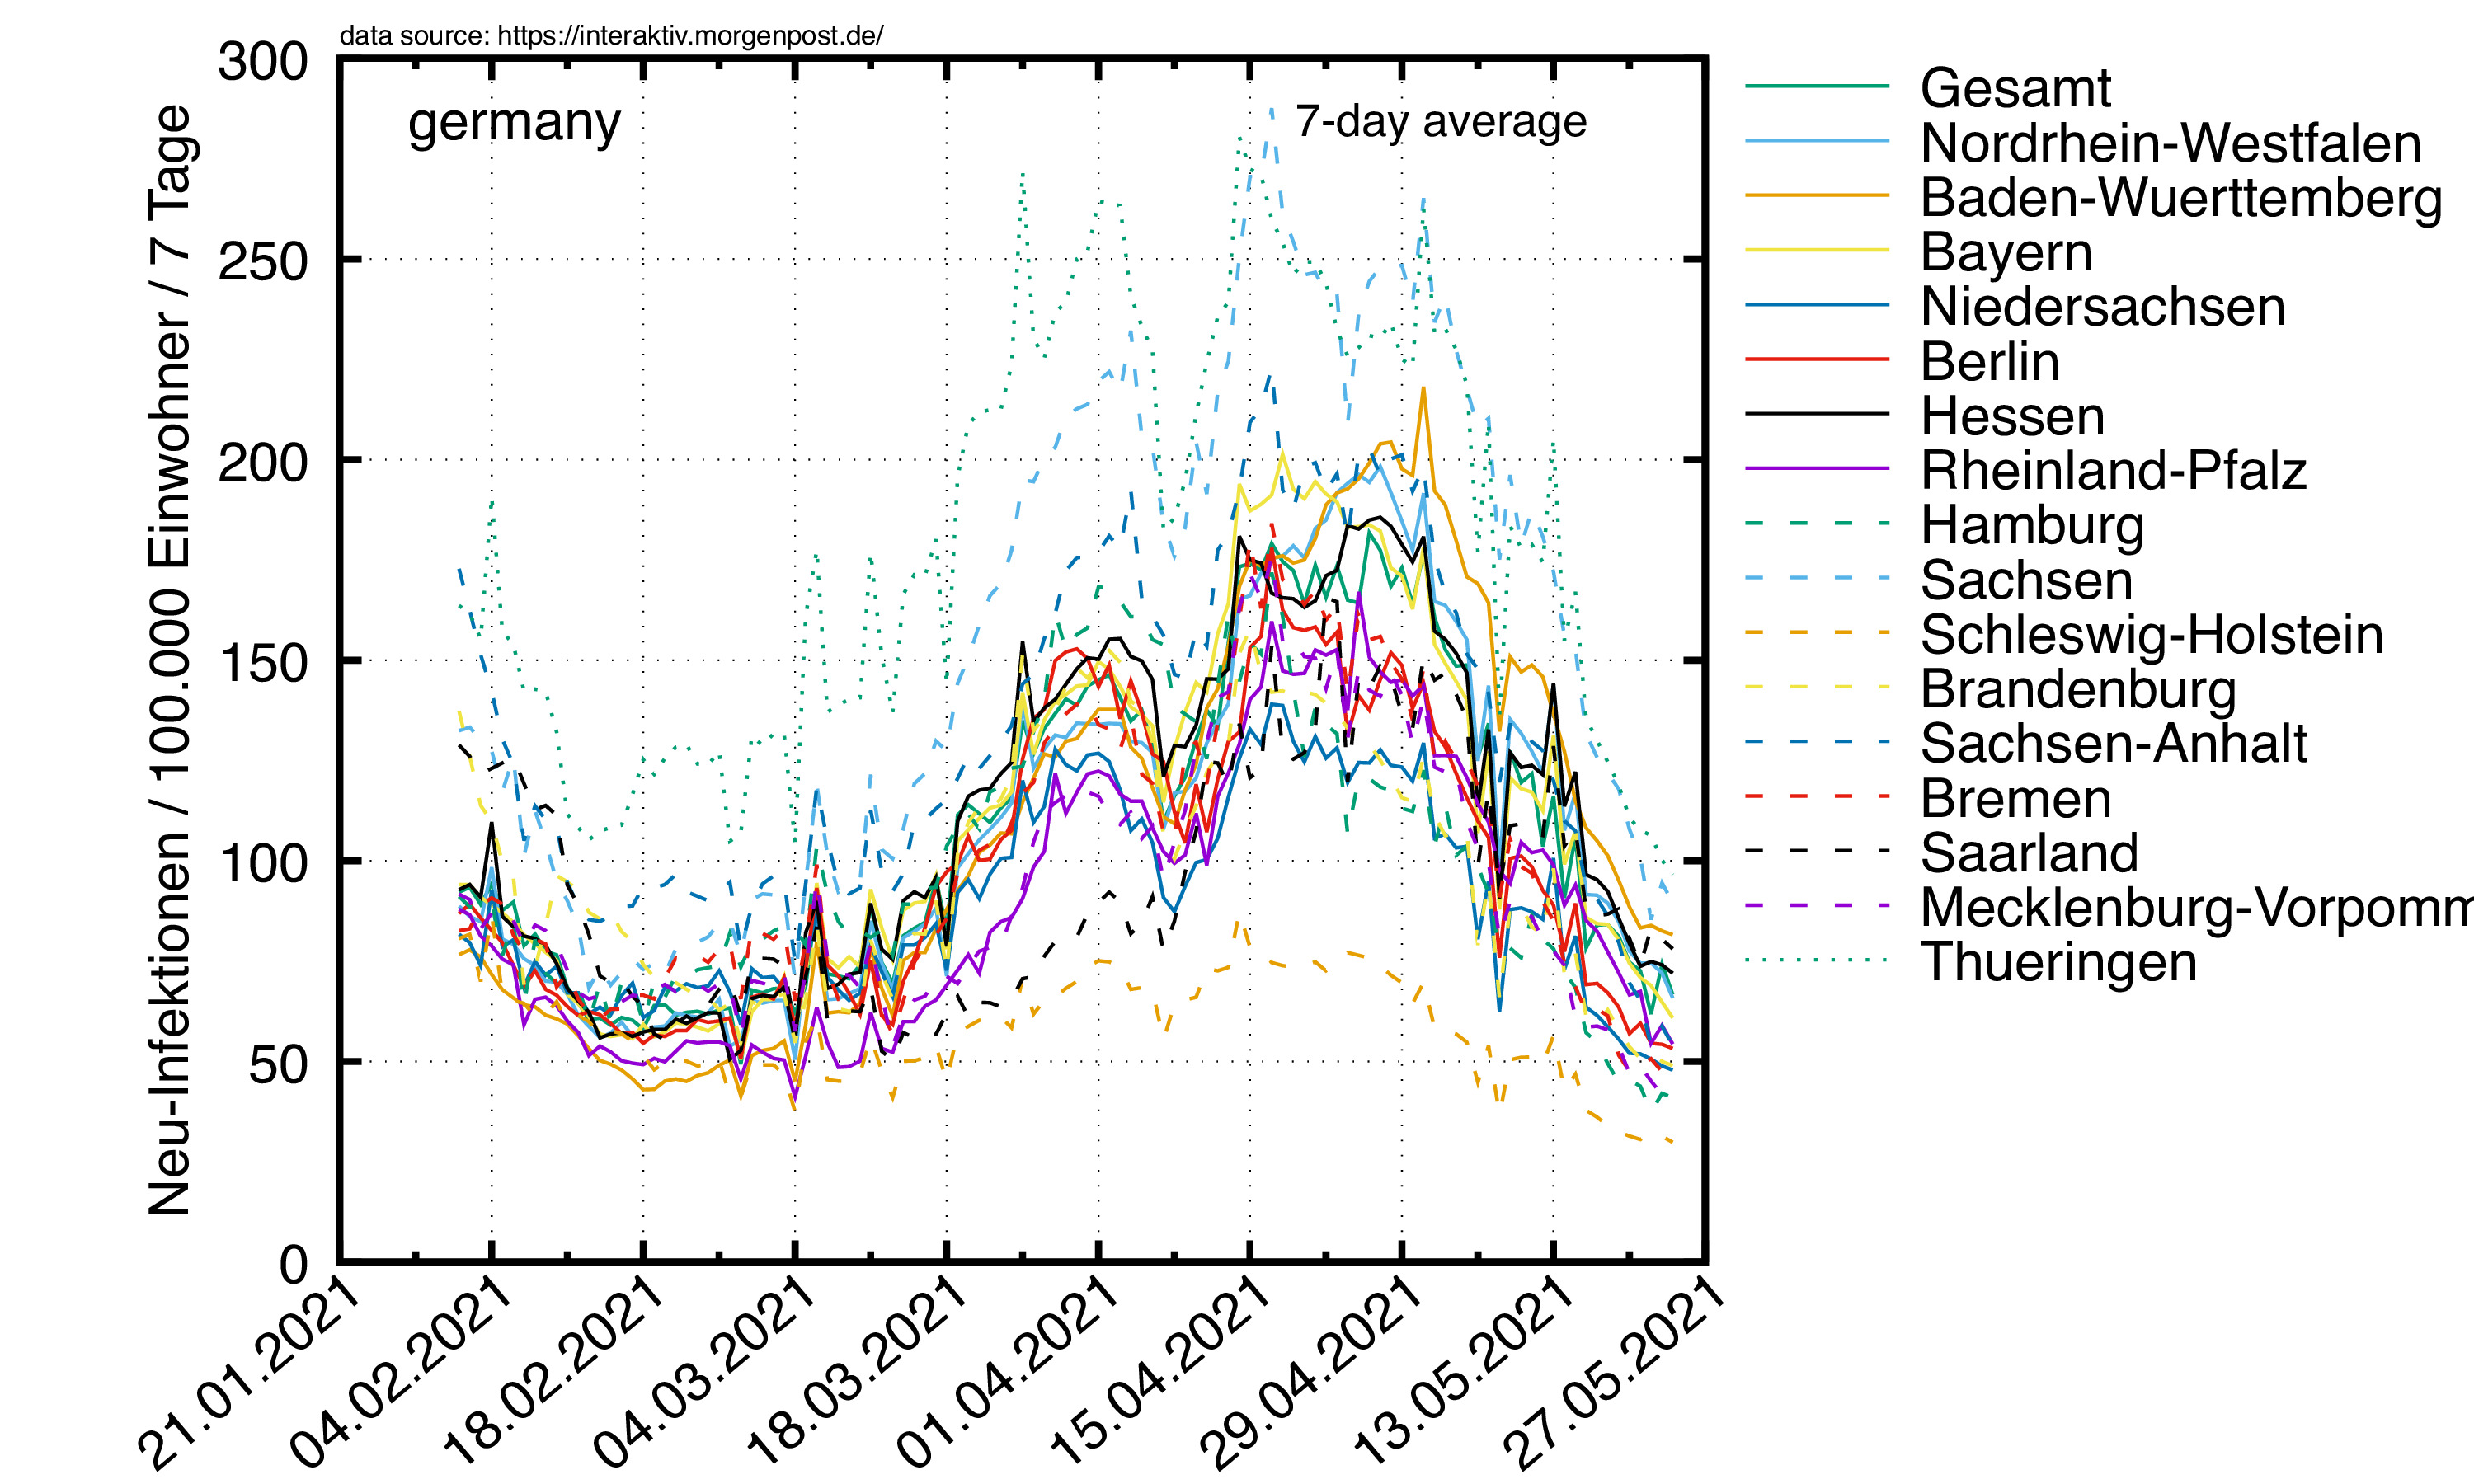 data source: https://interaktiv.morgenpost.de/
germany
7-day average
Neu-Infektionen / 100.000 Einwohner / 7 Tage
300
250
200
150
100
50
0
21.01.2021
04.02.2021
18.02.2021
04.03.2021
18.03.2021
01.04.2021
15.04.2021
29.04.2021
13.05.2021
27.05.2021
Gesamt
Nordrhein-Westfalen
Baden-Wuerttemberg
Bayern
Niedersachsen
Berlin
Hessen
Rheinland-Pfalz
Hamburg
Sachsen
Schleswig-Holstein
Brandenburg
Sachsen-Anhalt
Bremen
Saarland
Mecklenburg-Vorpomm
Thueringen